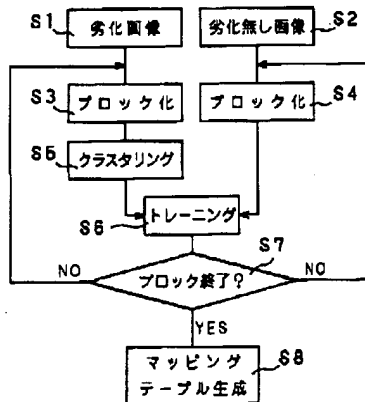 S1
劣化画像
劣化無し画像
S2
S3
ブロック化
ブロック化
S4
S5
クラスタリング
S6
トレーニング
S7
NO
ブロック終了?
NO
YES
マッピング
テーブル生成
S8